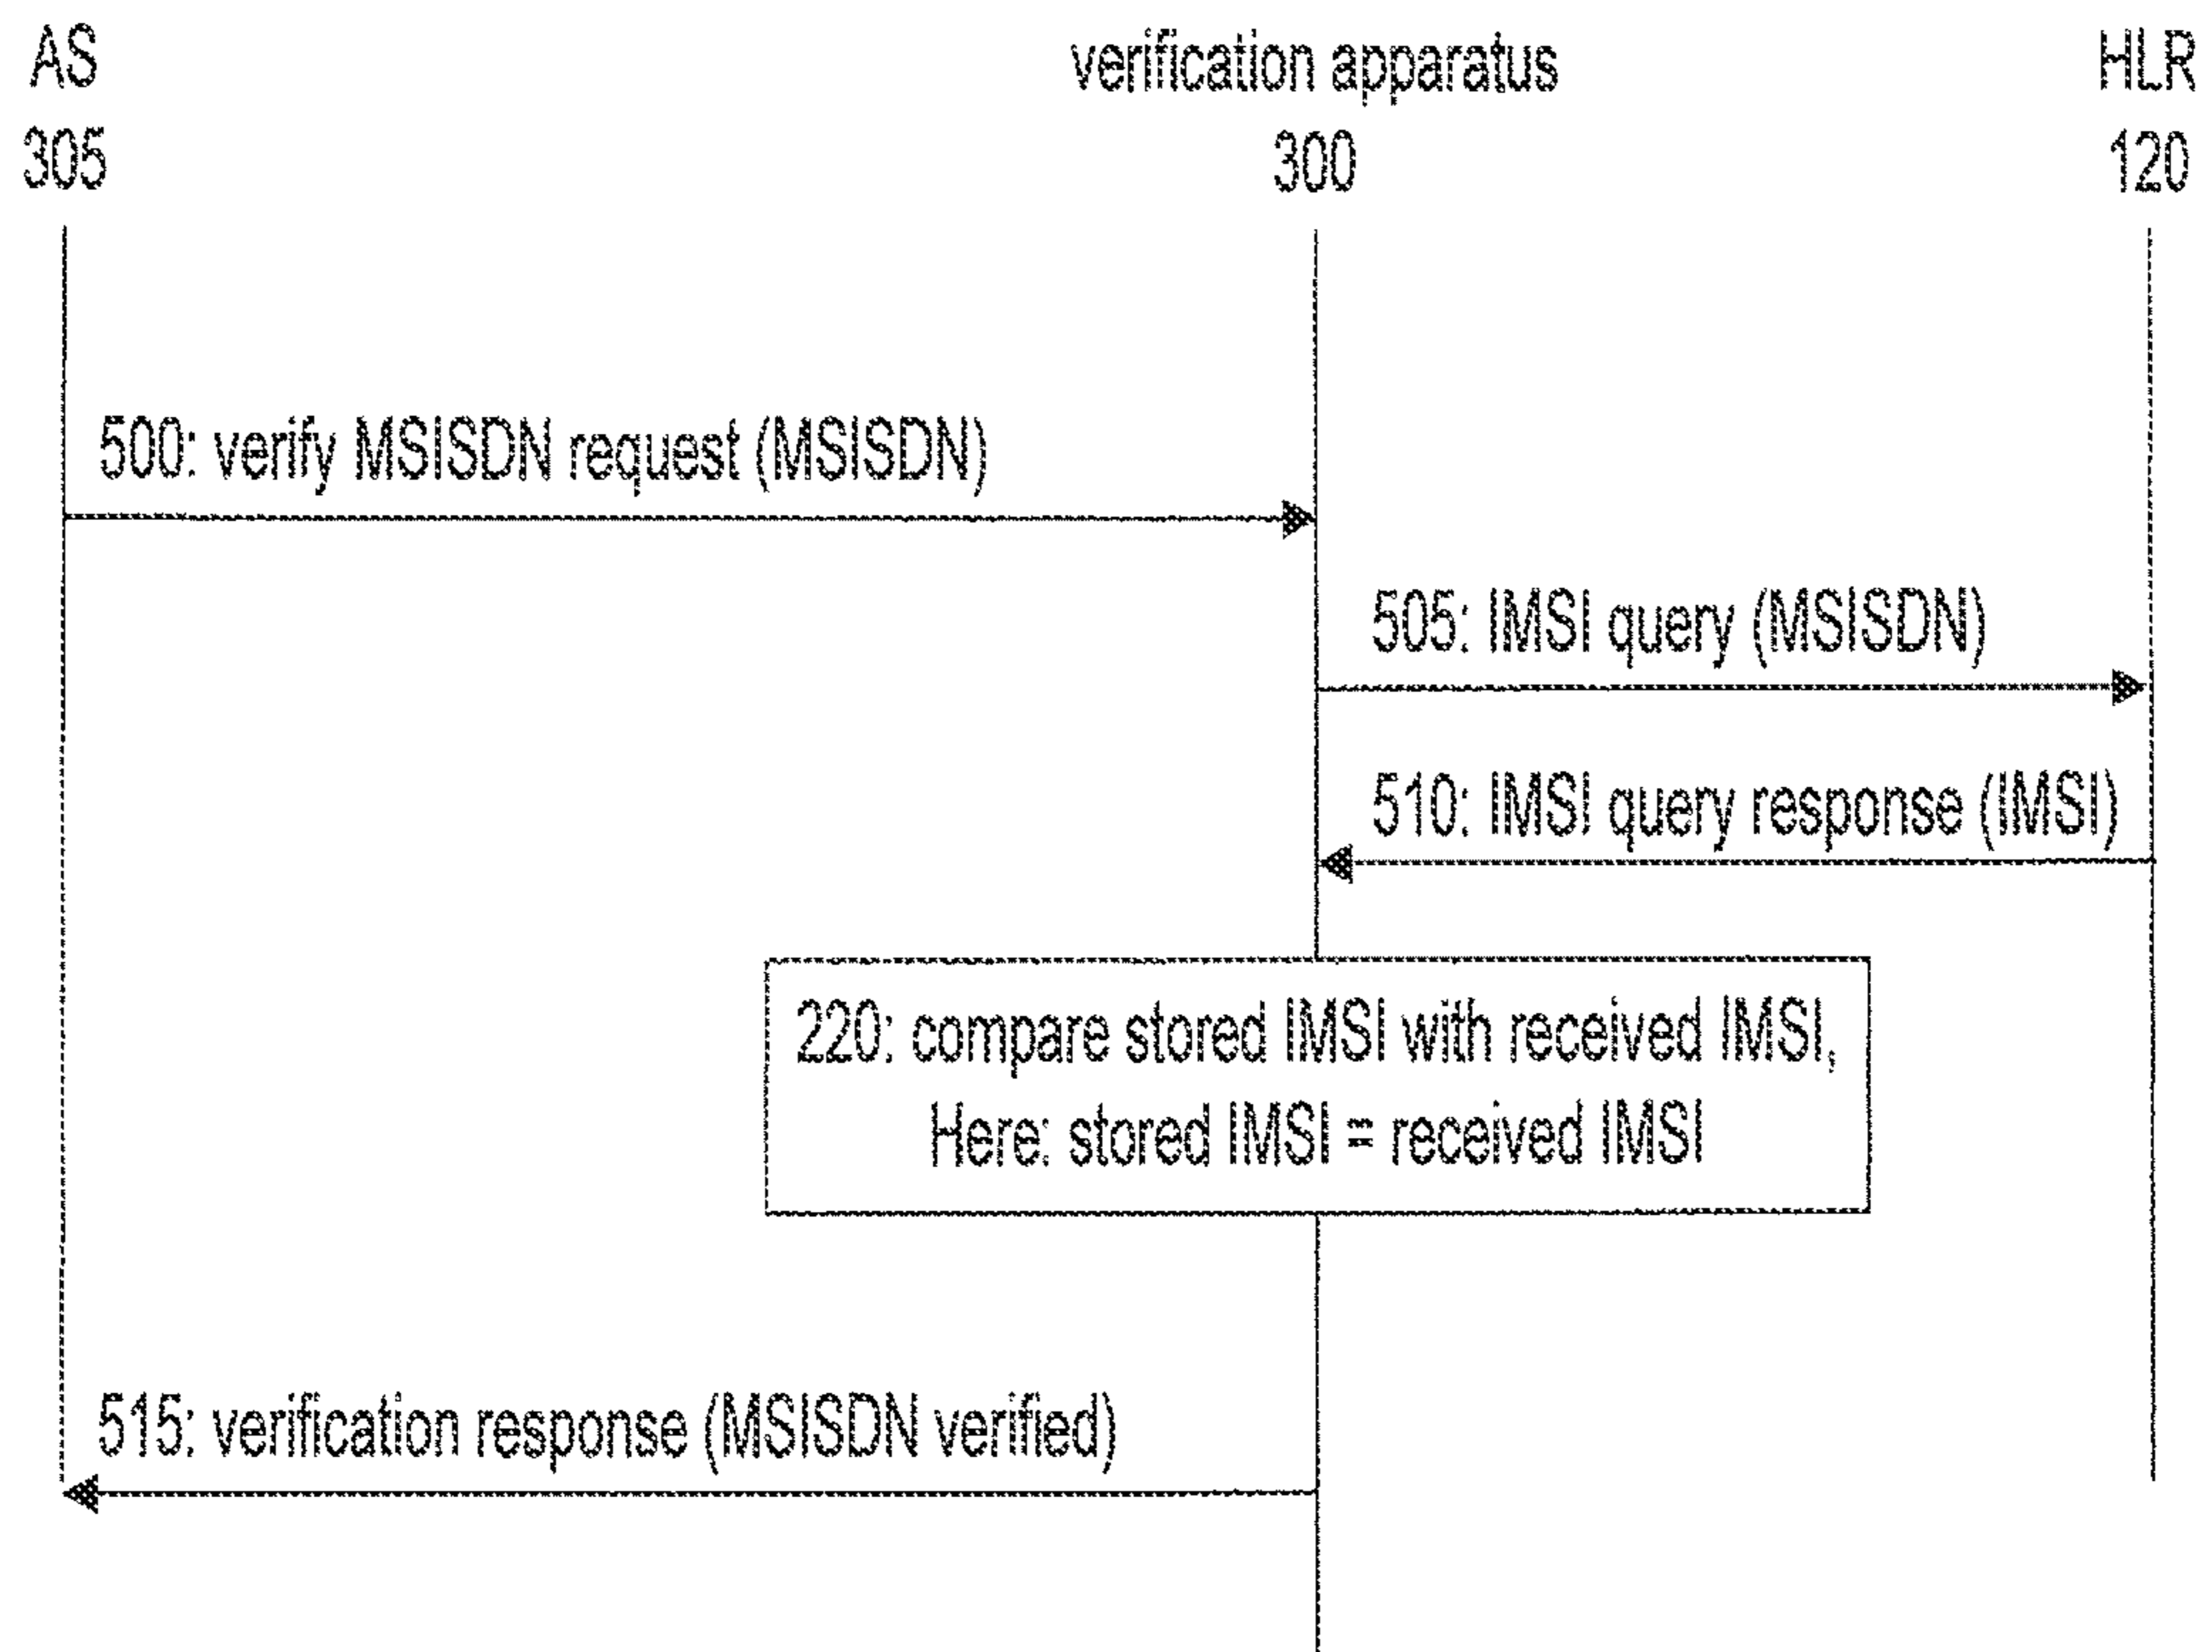 AS
verification apparatus
HLR
305
300
120
500: verify MSISDN request (MSISDN)
505: IMSI query (MSISDN)
510: IMSI query response (IMSI)
220: compare stored IMSI with received IMSI,
Here: stored IMSI = received IMSI
515: verification response (MSISDN verified)